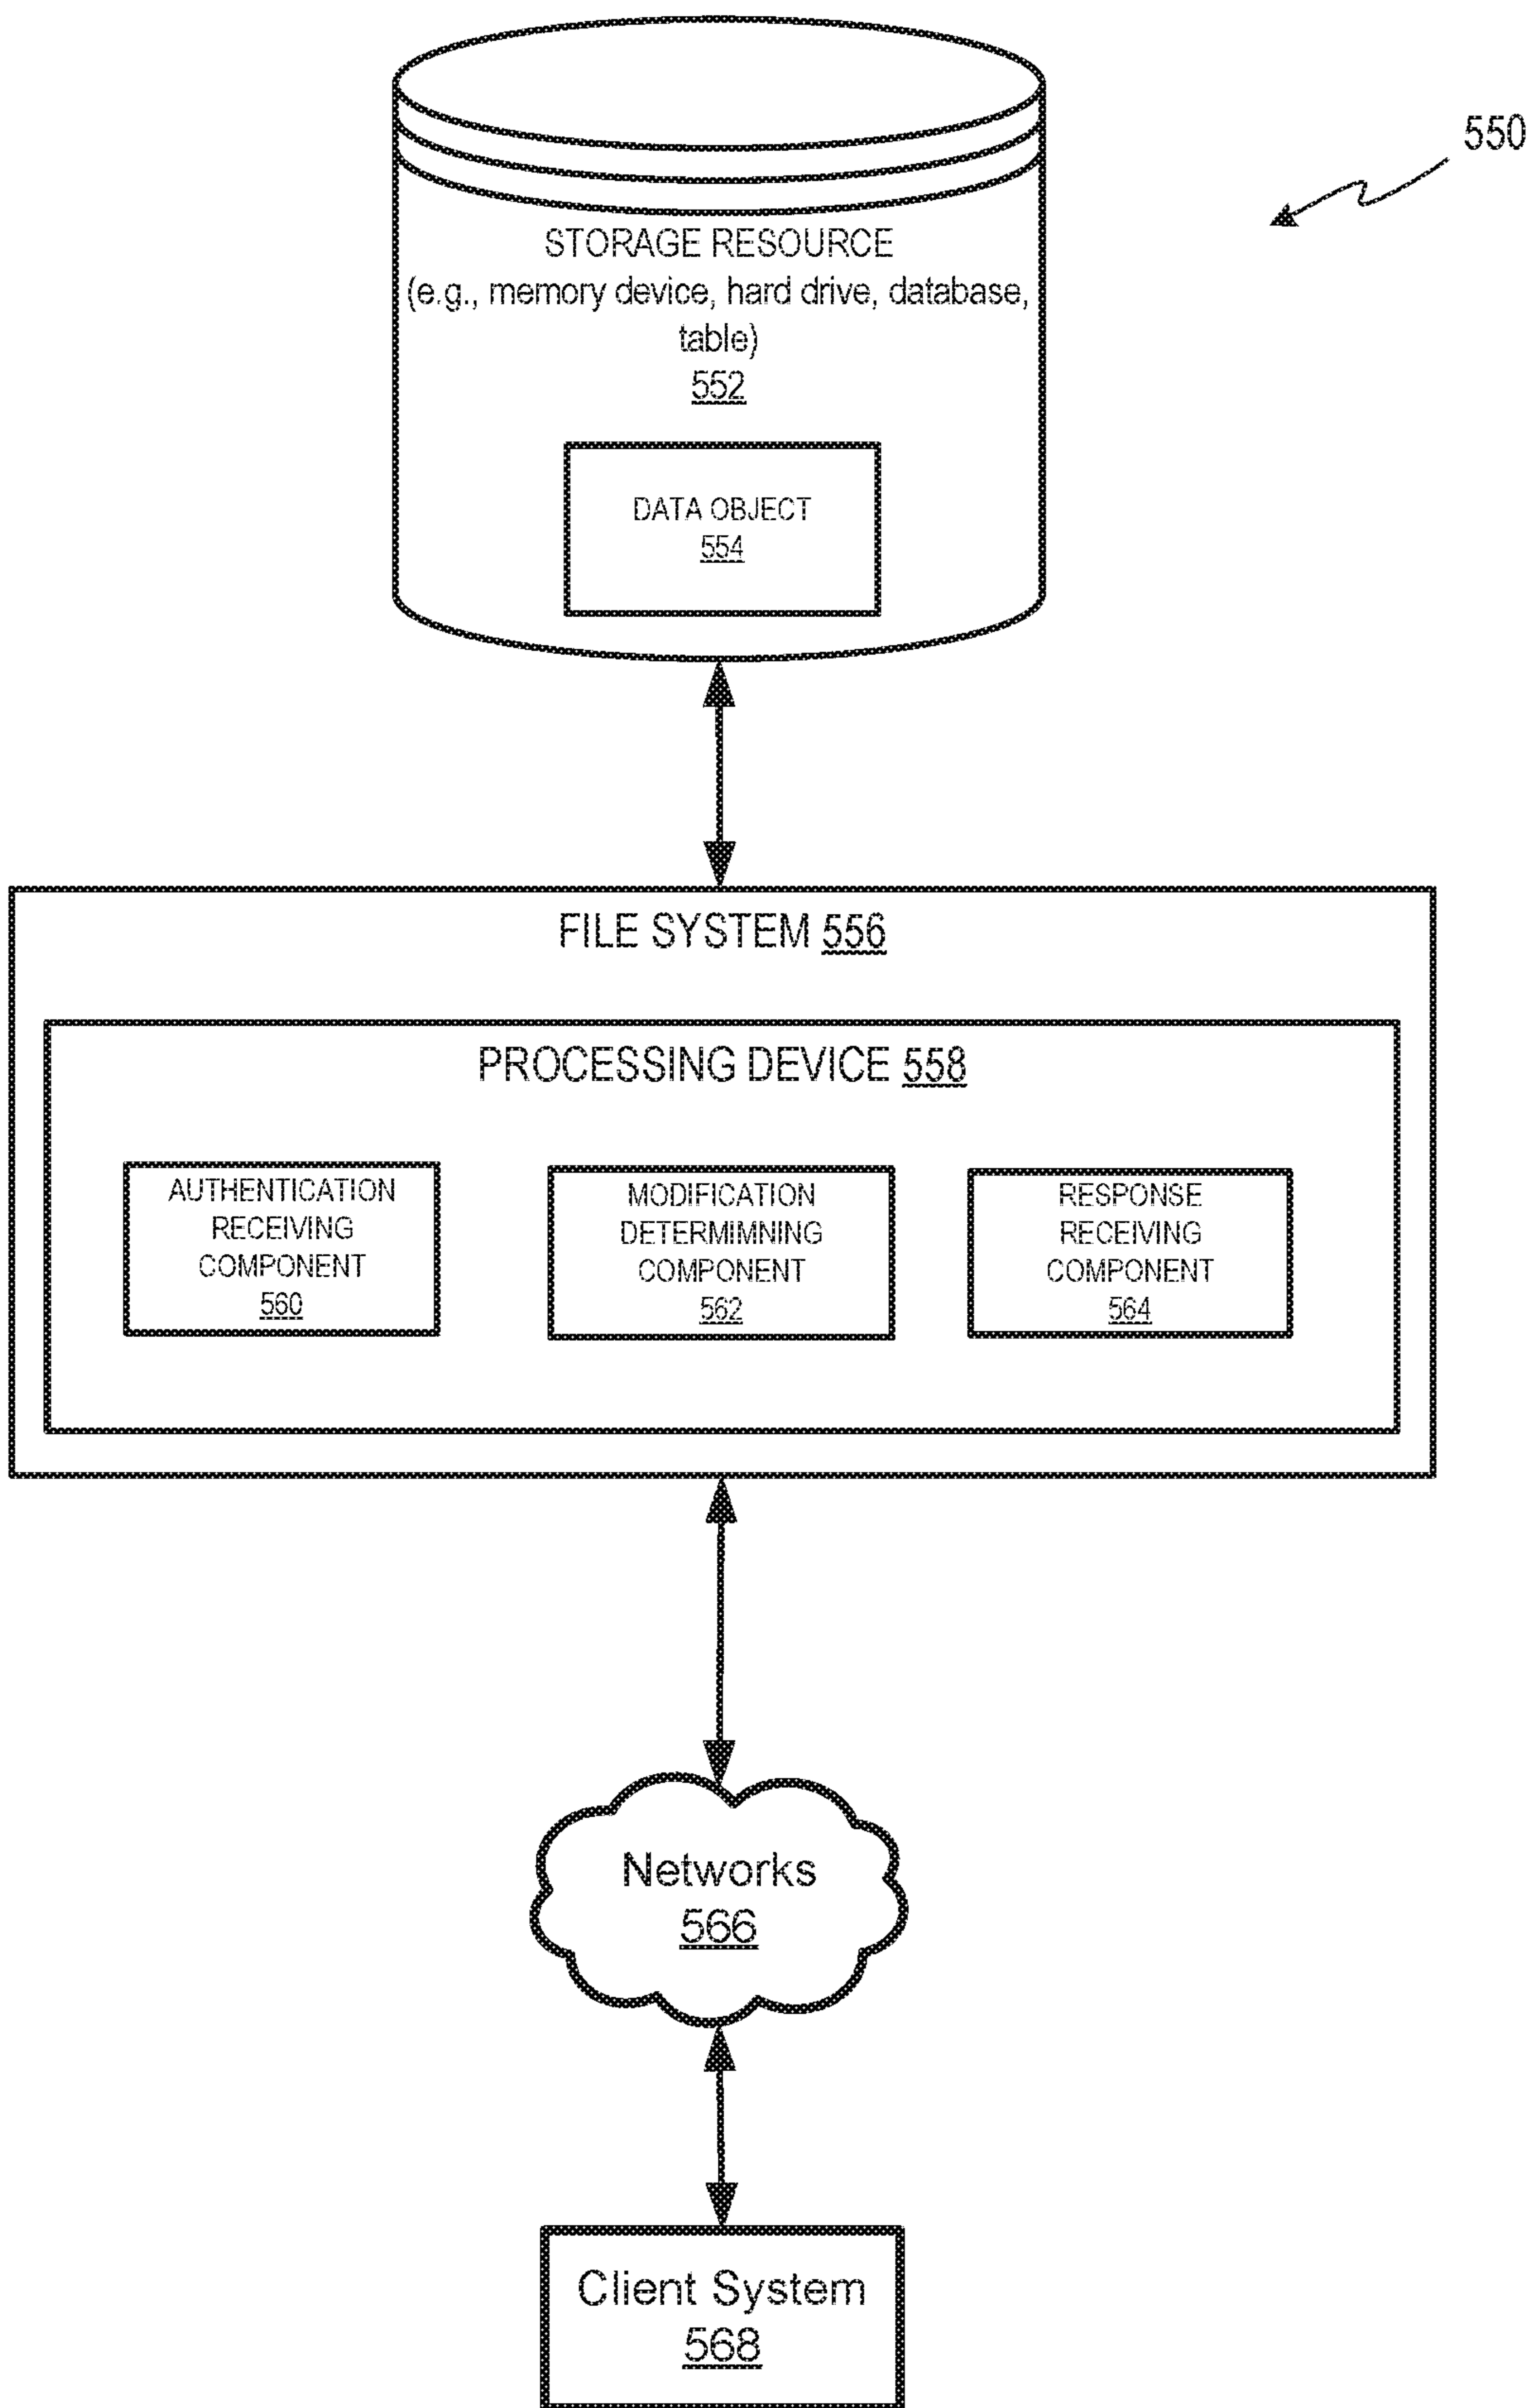 550
STORAGE RESOURCE
(e.g., memory device, hard drive, database,
table)
552
DATA OBJECT
554
FILE SYSTEM 556
PROCESSING DEVICE 558
AUTHENTICATION
RECEIVING
COMPONENT
560
MODIFICATION
DETERMIMNING
COMPONENT
562
RESPONSE
RECEIVING
COMPONENT
564
Networks
566
Client System
568